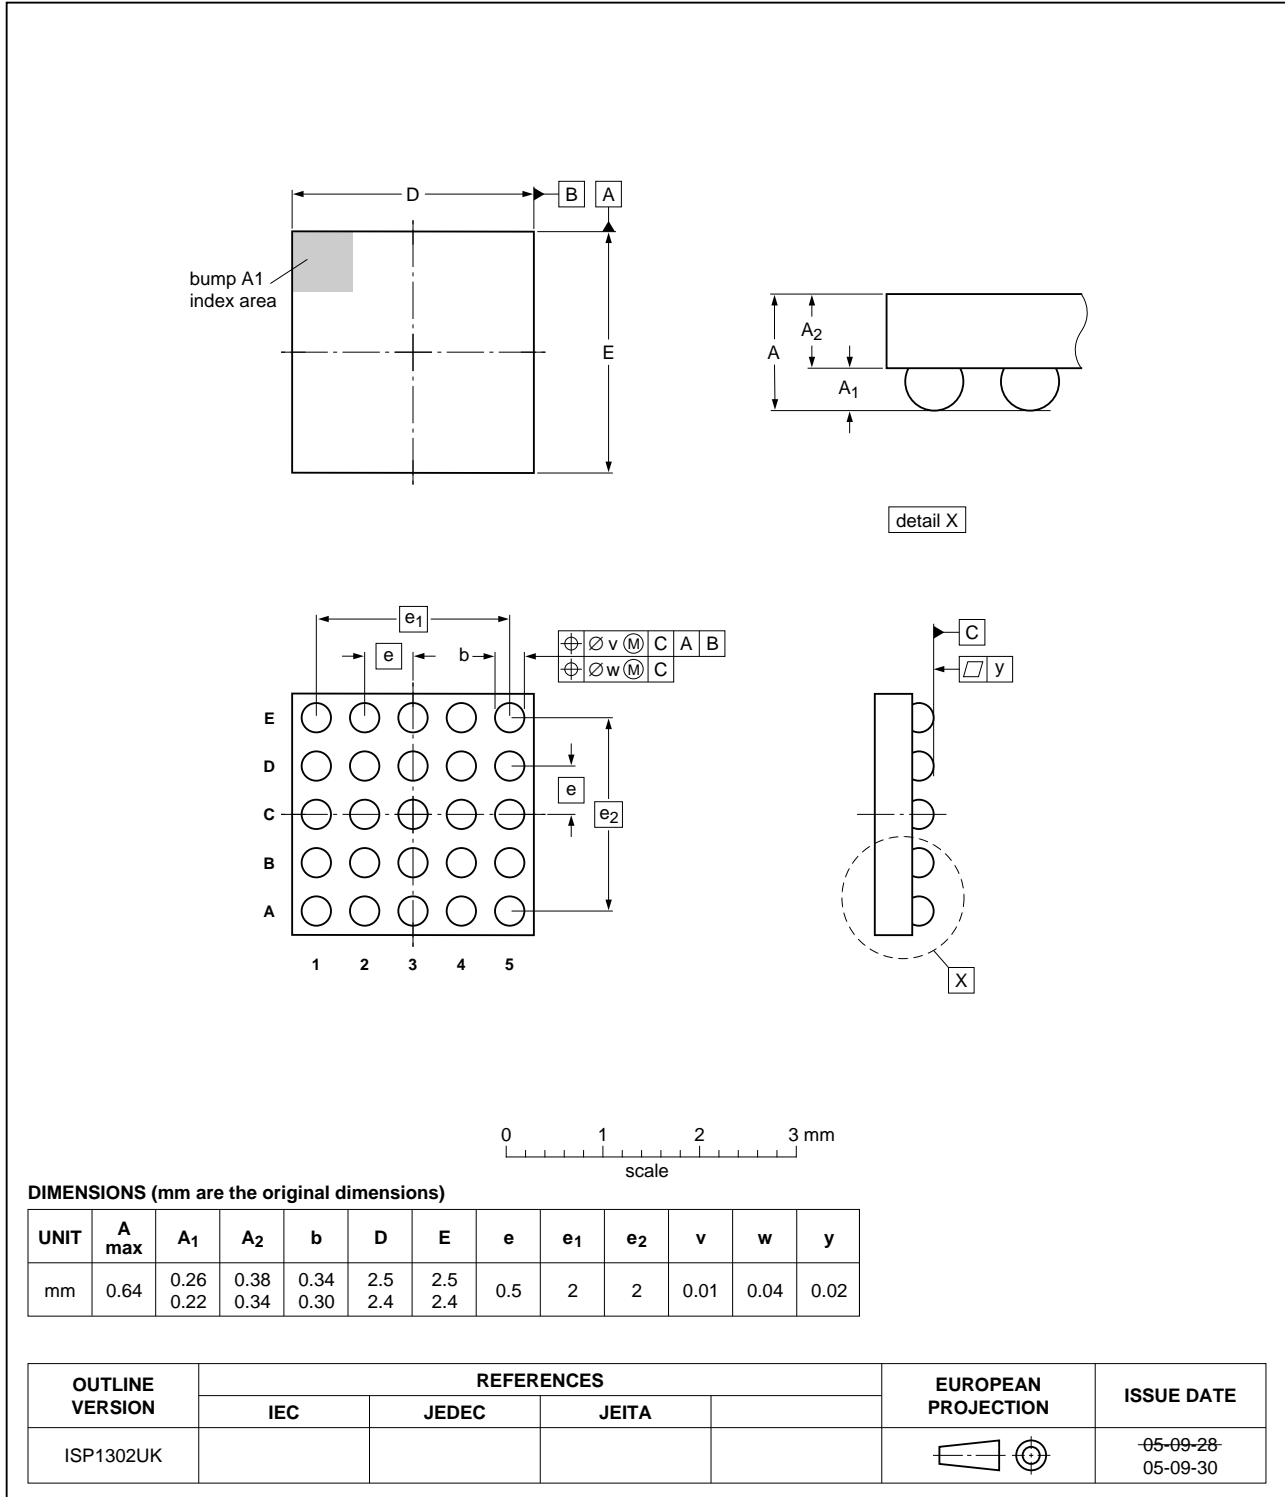 D
B
A
bump A1
index area
E
A
A2
A1
detail X
e1
e
b
⌖ ∅ v Ⓜ C A B
⌖ ∅ w Ⓜ C
E
D
C
B
A
1 2 3 4 5
e
e2
C
▱ y
X
0 1 2 3 mm
scale
DIMENSIONS (mm are the original dimensions)
UNIT A max A1 A2 b D E e e1 e2 v w y
mm 0.64 0.26 0.22 0.38 0.34 0.34 0.30 2.5 2.4 2.5 2.4 0.5 2 2 0.01 0.04 0.02
OUTLINE VERSION REFERENCES EUROPEAN PROJECTION ISSUE DATE
IEC JEDEC JEITA
ISP1302UK 05-09-28
05-09-30